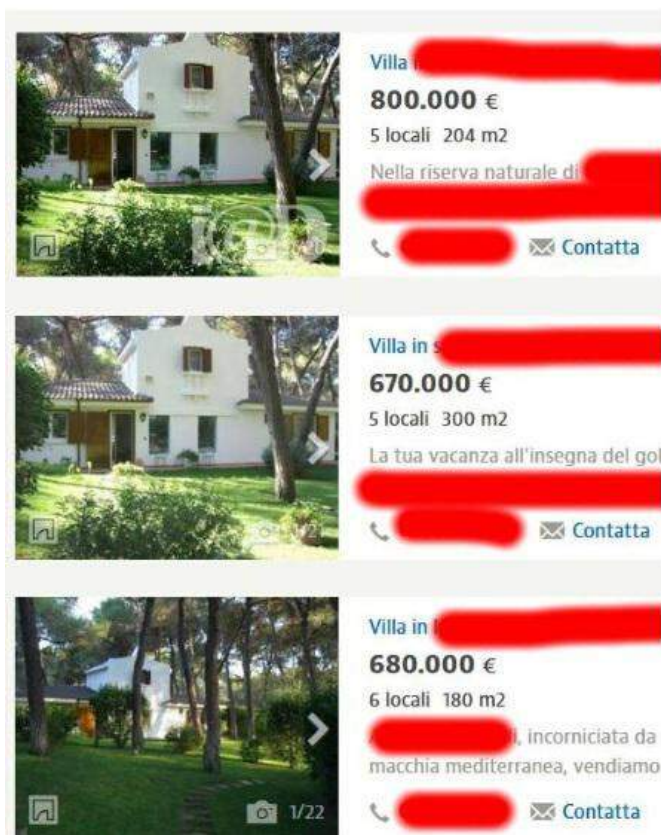 Villa
800.000 €
5 locali 204 m2
Nella riserva naturale di
Contatta
Villa in
670.000 €
5 locali 300 m2
La tua vacanza all'insegna del gol
Contatta
Villa in
680.000 €
6 locali 180 m2
, incorniciata da
macchia mediterranea, vendiamo
1/22
Contatta